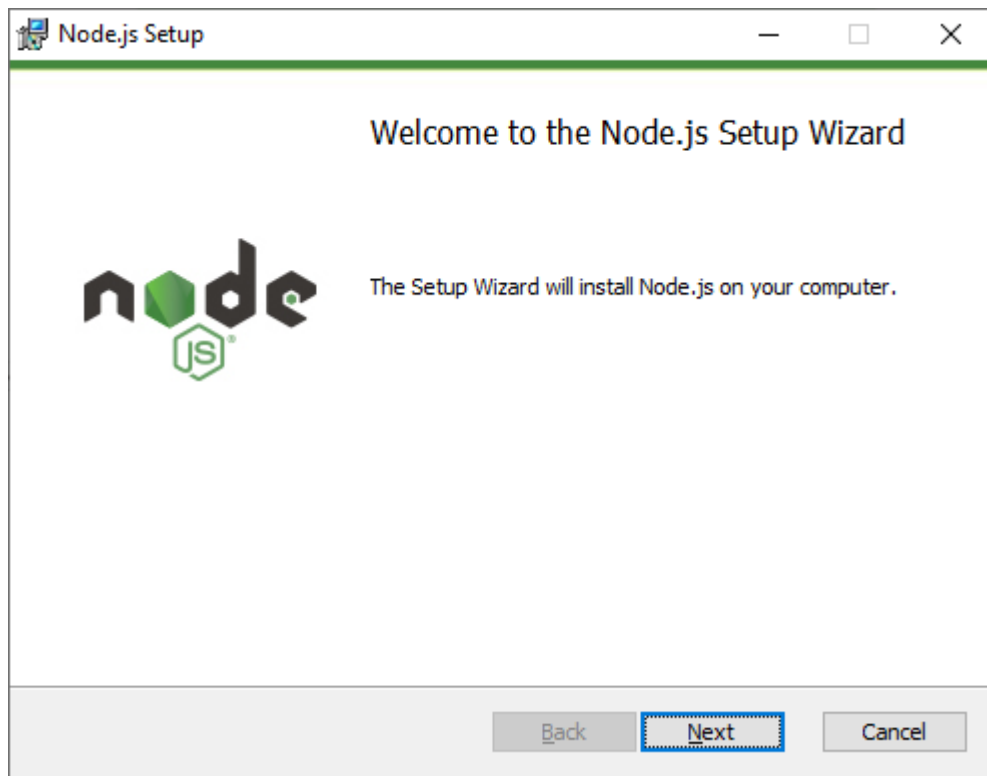 Node.js Setup
Welcome to the Node.js Setup Wizard
The Setup Wizard will install Node.js on your computer.
node
JS®
Back
Next
Cancel